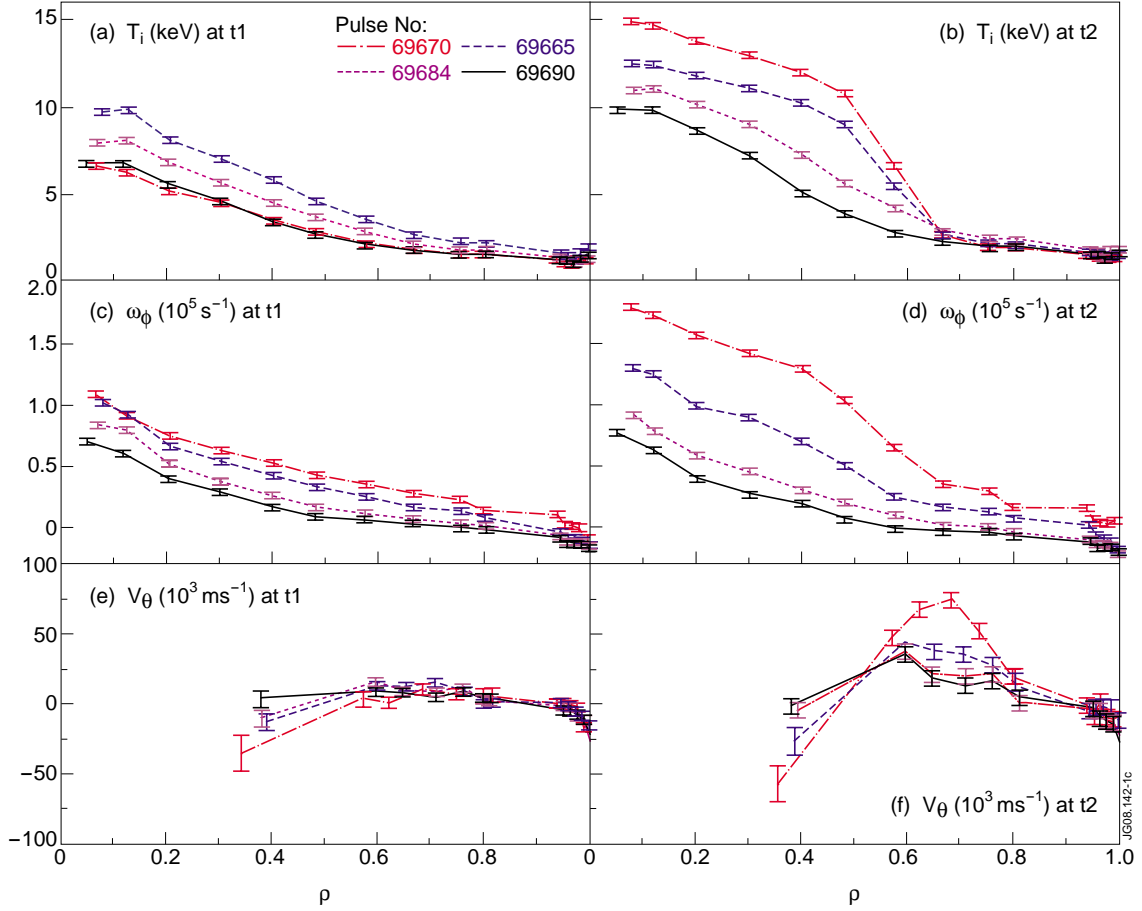 (a) T_i (keV) at t1
Pulse No:
69670
69665
69684
69690
(b) T_i (keV) at t2
15
10
5
0
(c) ω_ϕ (10^5 s^−1) at t1
(d) ω_ϕ (10^5 s^−1) at t2
2.0
1.5
1.0
0.5
0
(e) V_θ (10^3 ms^−1) at t1
(f) V_θ (10^3 ms^−1) at t2
100
50
0
−50
−100
0 0.2 0.4 0.6 0.8 0 0.2 0.4 0.6 0.8 1.0
ρ ρ
JG08.142-1c